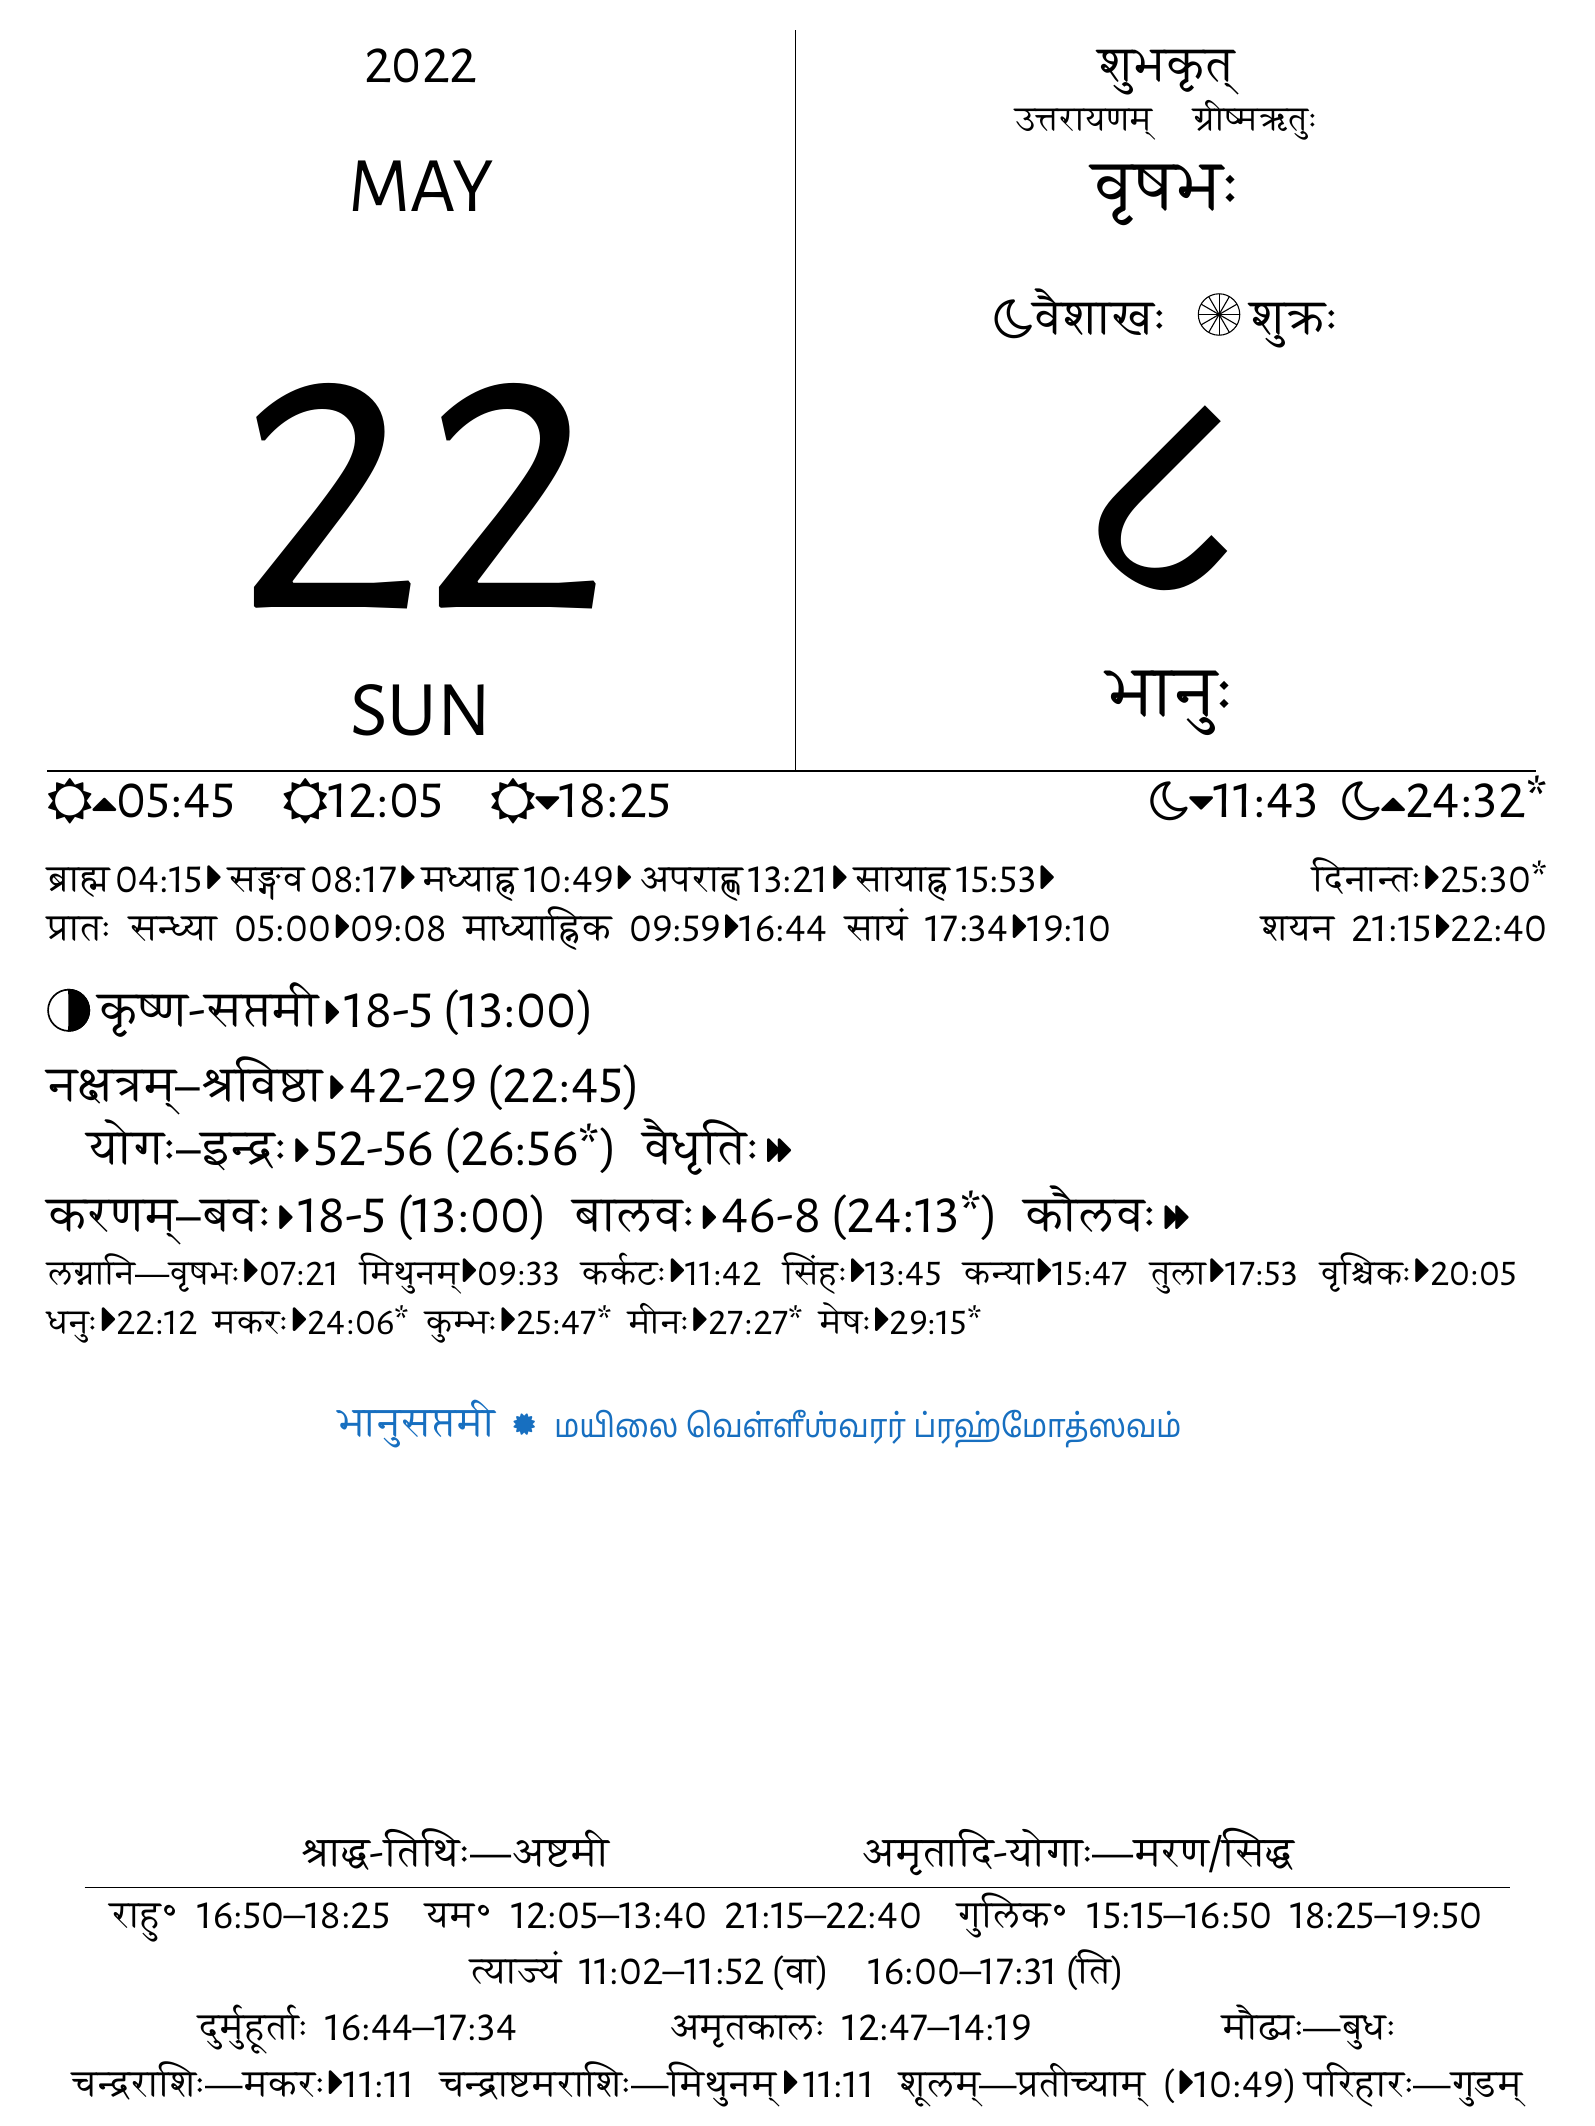 2022
MAY
22
SUN
शुभकृत्
उत्तरायणम् ग्रीष्मऋतुः
वृषभः
वैशाखः शुक्रः
८
भानुः
05:45 12:05 18:25 11:43 24:32*
ब्राह्म 04:15 सङ्गव 08:17 मध्याह्न 10:49 अपराह्ण 13:21 सायाह्न 15:53 दिनान्तः 25:30*
प्रातः सन्ध्या 05:00 09:08 माध्याह्निक 09:59 16:44 सायं 17:34 19:10 शयन 21:15 22:40
कृष्ण-सप्तमी 18-5 (13:00)
नक्षत्रम्–श्रविष्ठा 42-29 (22:45)
योगः–इन्द्रः 52-56 (26:56*) वैधृतिः
करणम्–बवः 18-5 (13:00) बालवः 46-8 (24:13*) कौलवः
लग्नानि—वृषभः 07:21 मिथुनम् 09:33 कर्कटः 11:42 सिंहः 13:45 कन्या 15:47 तुला 17:53 वृश्चिकः 20:05
धनुः 22:12 मकरः 24:06* कुम्भः 25:47* मीनः 27:27* मेषः 29:15*
भानुसप्तमी ✹ மயிலை வெள்ளீஶ்வரர் ப்ரஹ்மோத்ஸவம்
श्राद्ध-तिथिः—अष्टमी अमृतादि-योगाः—मरण/सिद्ध
राहु॰ 16:50–18:25 यम॰ 12:05–13:40 21:15–22:40 गुलिक॰ 15:15–16:50 18:25–19:50
त्याज्यं 11:02–11:52 (वा) 16:00–17:31 (ति)
दुर्मुहूर्ताः 16:44–17:34 अमृतकालः 12:47–14:19 मौढ्यः—बुधः
चन्द्रराशिः—मकरः 11:11 चन्द्राष्टमराशिः—मिथुनम् 11:11 शूलम्—प्रतीच्याम् ( 10:49) परिहारः—गुडम्